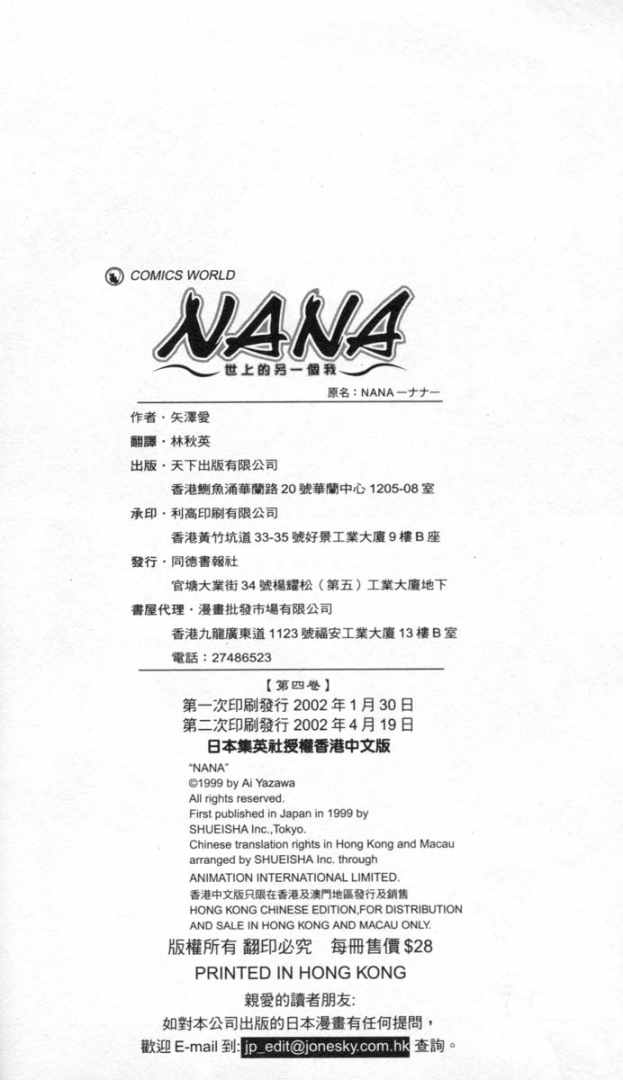 COMICS WORLD
NANA
世上的另一個我
原名：NANA —ナナ—
作者・矢澤愛
翻譯・林秋英
出版・天下出版有限公司
香港鰂魚涌華蘭路 20 號華蘭中心 1205-08 室
承印・利高印刷有限公司
香港黃竹坑道 33-35 號好景工業大廈 9 樓 B 座
發行・同德書報社
官塘大業街 34 號楊耀松（第五）工業大廈地下
書屋代理・漫畫批發市場有限公司
香港九龍廣東道 1123 號福安工業大廈 13 樓 B 室
電話：27486523
【第四卷】
第一次印刷發行 2002 年 1 月 30 日
第二次印刷發行 2002 年 4 月 19 日
日本集英社授權香港中文版
“NANA”
©1999 by Ai Yazawa
All rights reserved.
First published in Japan in 1999 by
SHUEISHA Inc.,Tokyo.
Chinese translation rights in Hong Kong and Macau
arranged by SHUEISHA Inc. through
ANIMATION INTERNATIONAL LIMITED.
香港中文版只限在香港及澳門地區發行及銷售
HONG KONG CHINESE EDITION,FOR DISTRIBUTION
AND SALE IN HONG KONG AND MACAU ONLY.
版權所有 翻印必究　每冊售價 $28
PRINTED IN HONG KONG
親愛的讀者朋友:
如對本公司出版的日本漫畫有任何提問，
歡迎 E-mail 到: jp_edit@jonesky.com.hk 查詢。